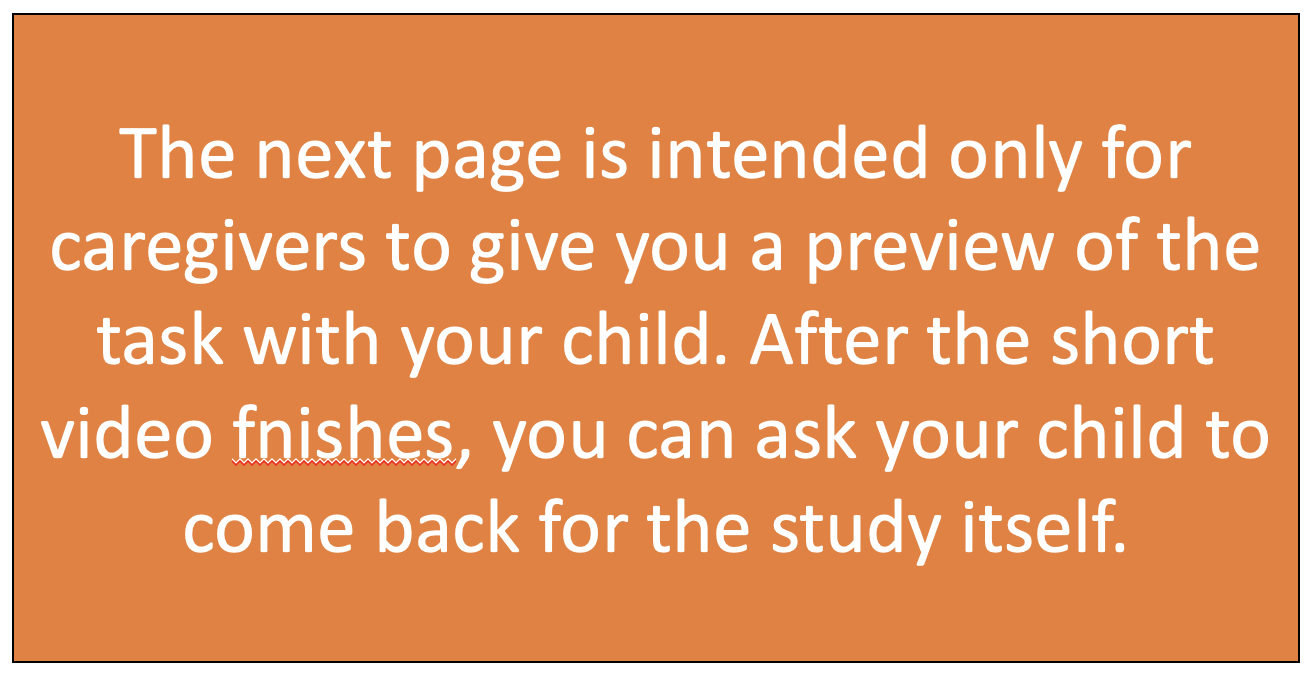 The next page is intended only for
caregivers to give you a preview of the
task with your child. After the short
video fnishes, you can ask your child to
come back for the study itself.